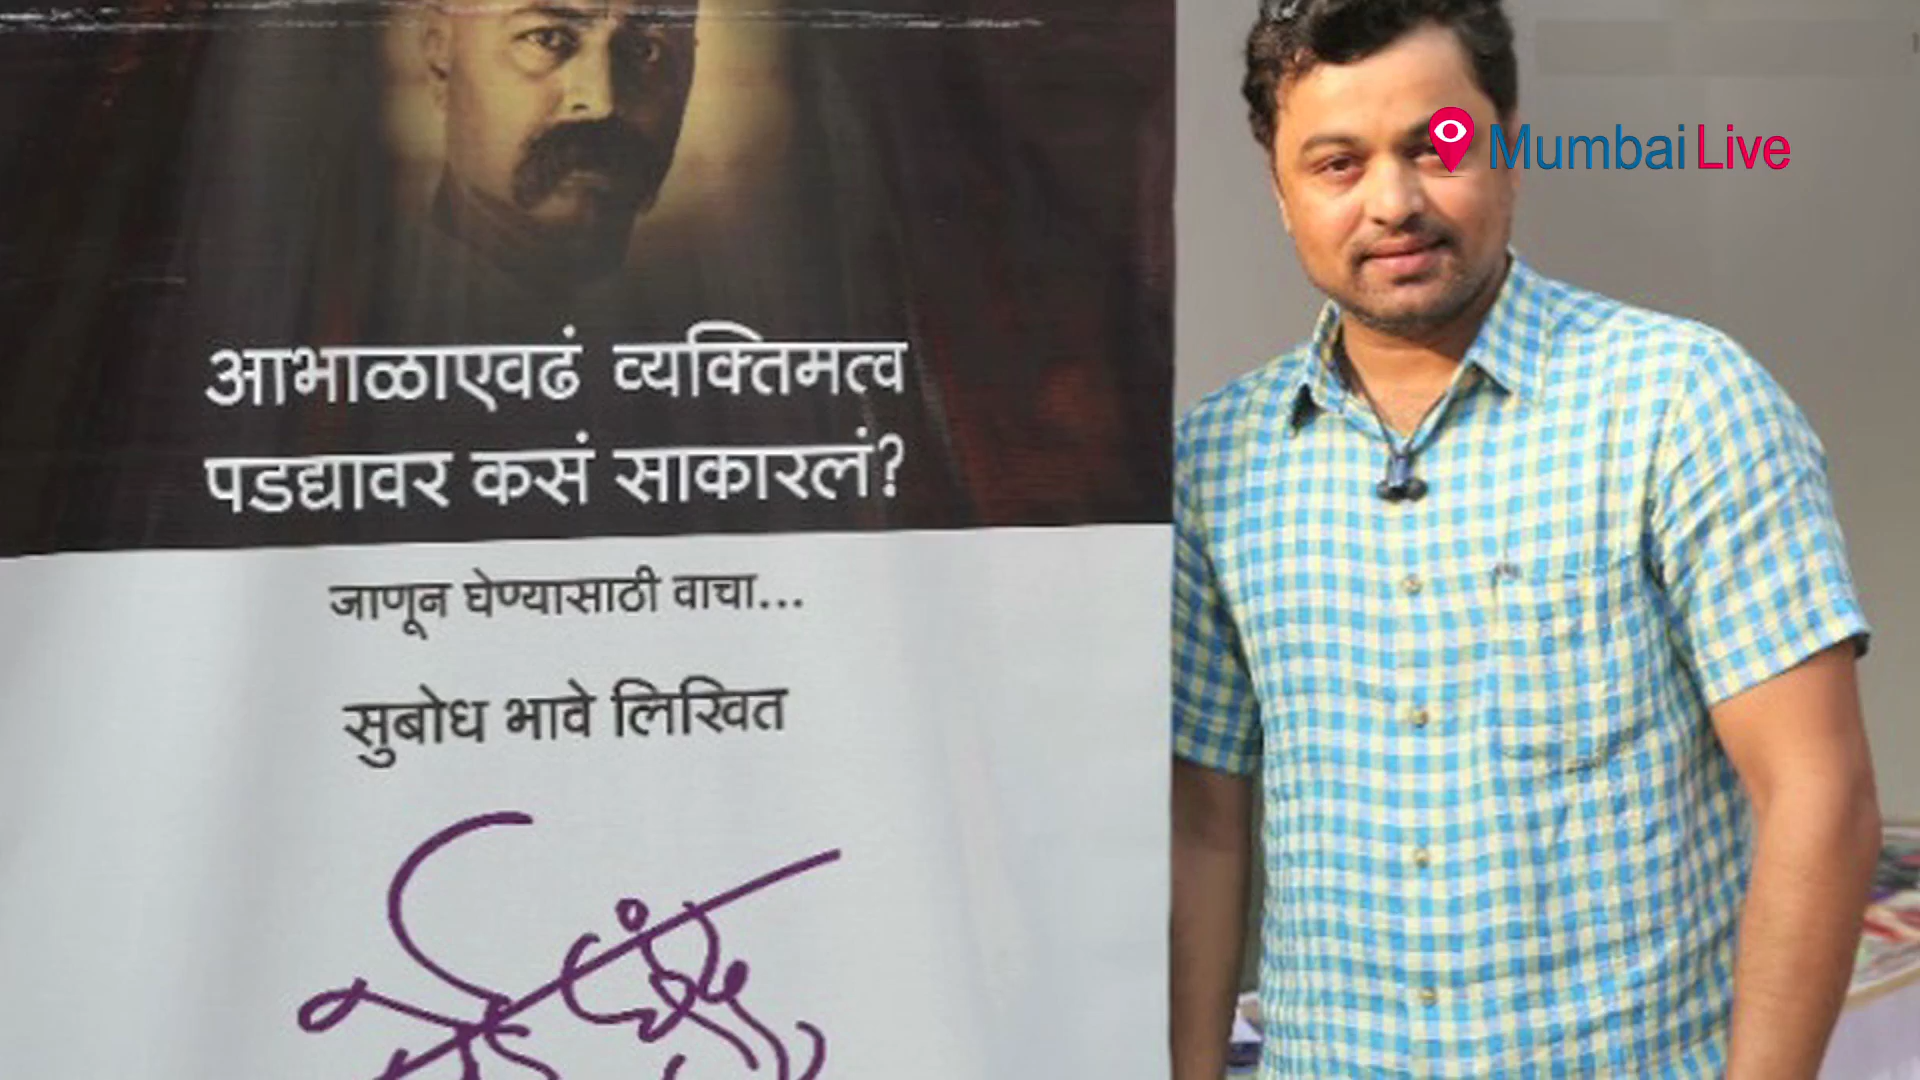 Mumbai Live
आभाळाएवढं व्यक्तिमत्व
पडद्यावर कसं साकारलं?
जाणून घेण्यासाठी वाचा...
सुबोध भावे लिखित